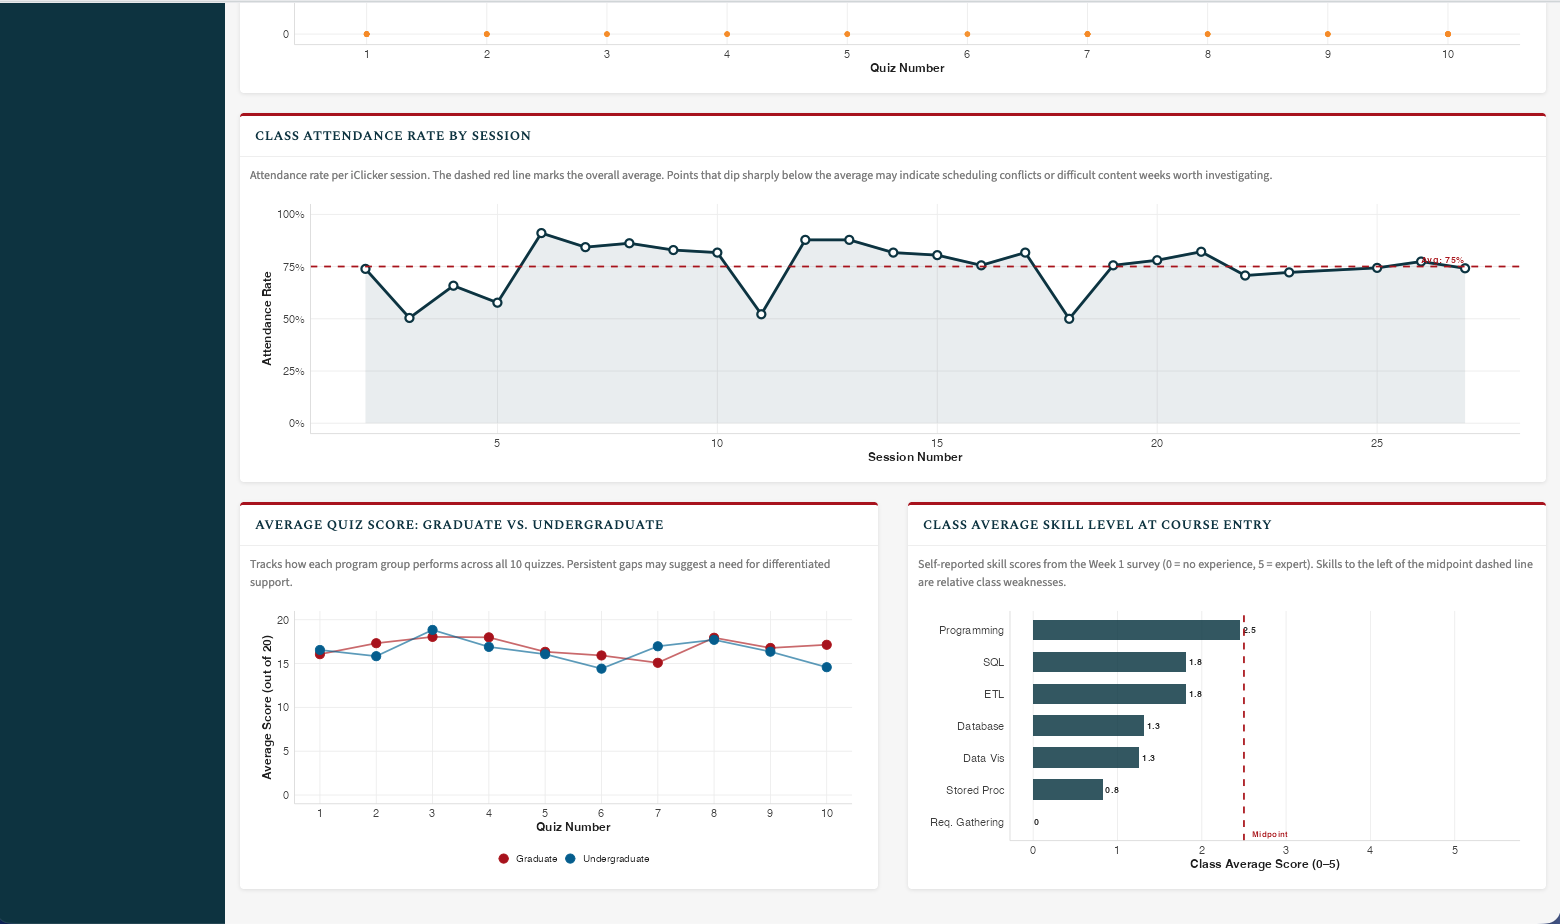 0
1 2 3 4 5 6 7 8 9 10
Quiz Number
CLASS ATTENDANCE RATE BY SESSION
Attendance rate per iClicker session. The dashed red line marks the overall average. Points that dip sharply below the average may indicate scheduling conflicts or difficult content weeks worth investigating.
100%
75%
50%
25%
0%
Attendance Rate
Avg: 75%
5 10 15 20 25
Session Number
AVERAGE QUIZ SCORE: GRADUATE VS. UNDERGRADUATE
Tracks how each program group performs across all 10 quizzes. Persistent gaps may suggest a need for differentiated
support.
20
15
10
5
0
Average Score (out of 20)
1 2 3 4 5 6 7 8 9 10
Quiz Number
Graduate Undergraduate
CLASS AVERAGE SKILL LEVEL AT COURSE ENTRY
Self-reported skill scores from the Week 1 survey (0 = no experience, 5 = expert). Skills to the left of the midpoint dashed line
are relative class weaknesses.
Programming 2.5
SQL 1.8
ETL 1.8
Database 1.3
Data Vis 1.3
Stored Proc 0.8
Req. Gathering 0
Midpoint
0 1 2 3 4 5
Class Average Score (0–5)